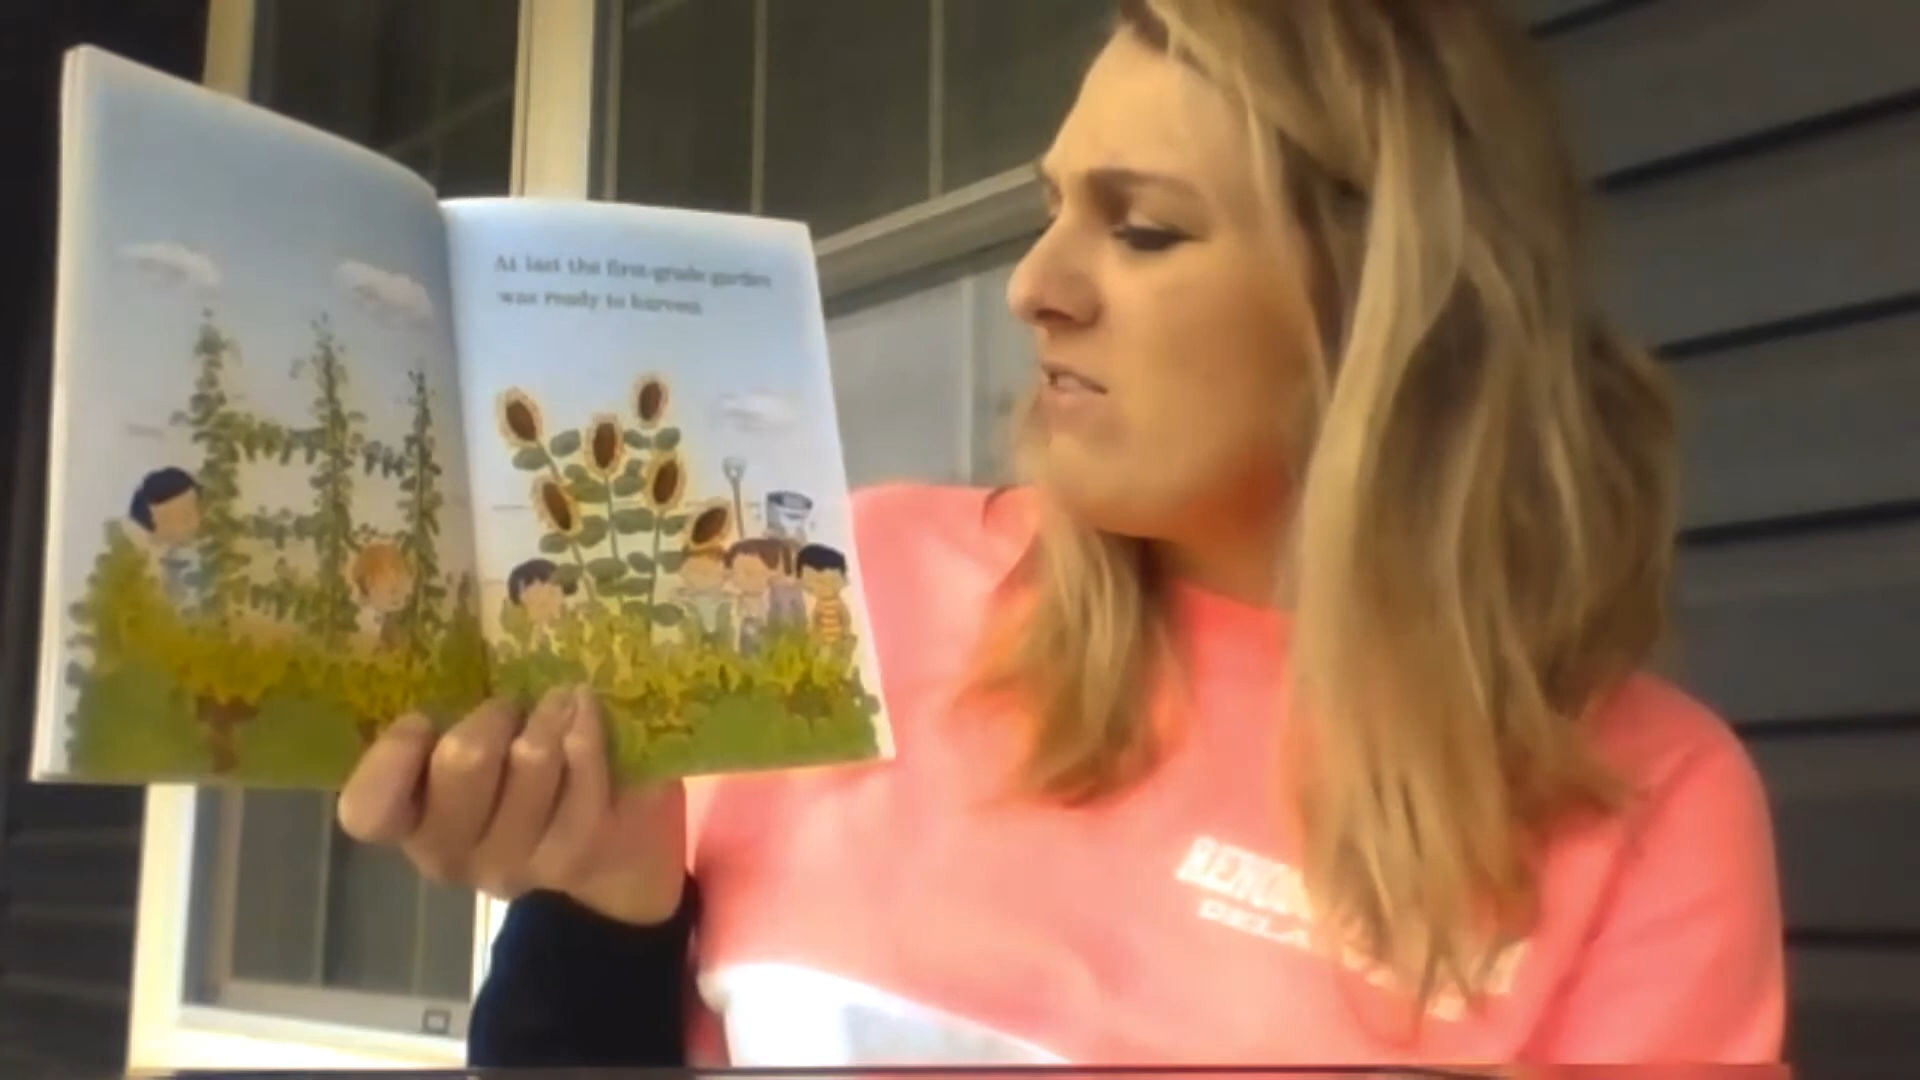 At last the first-grade garden
was ready to harvest.